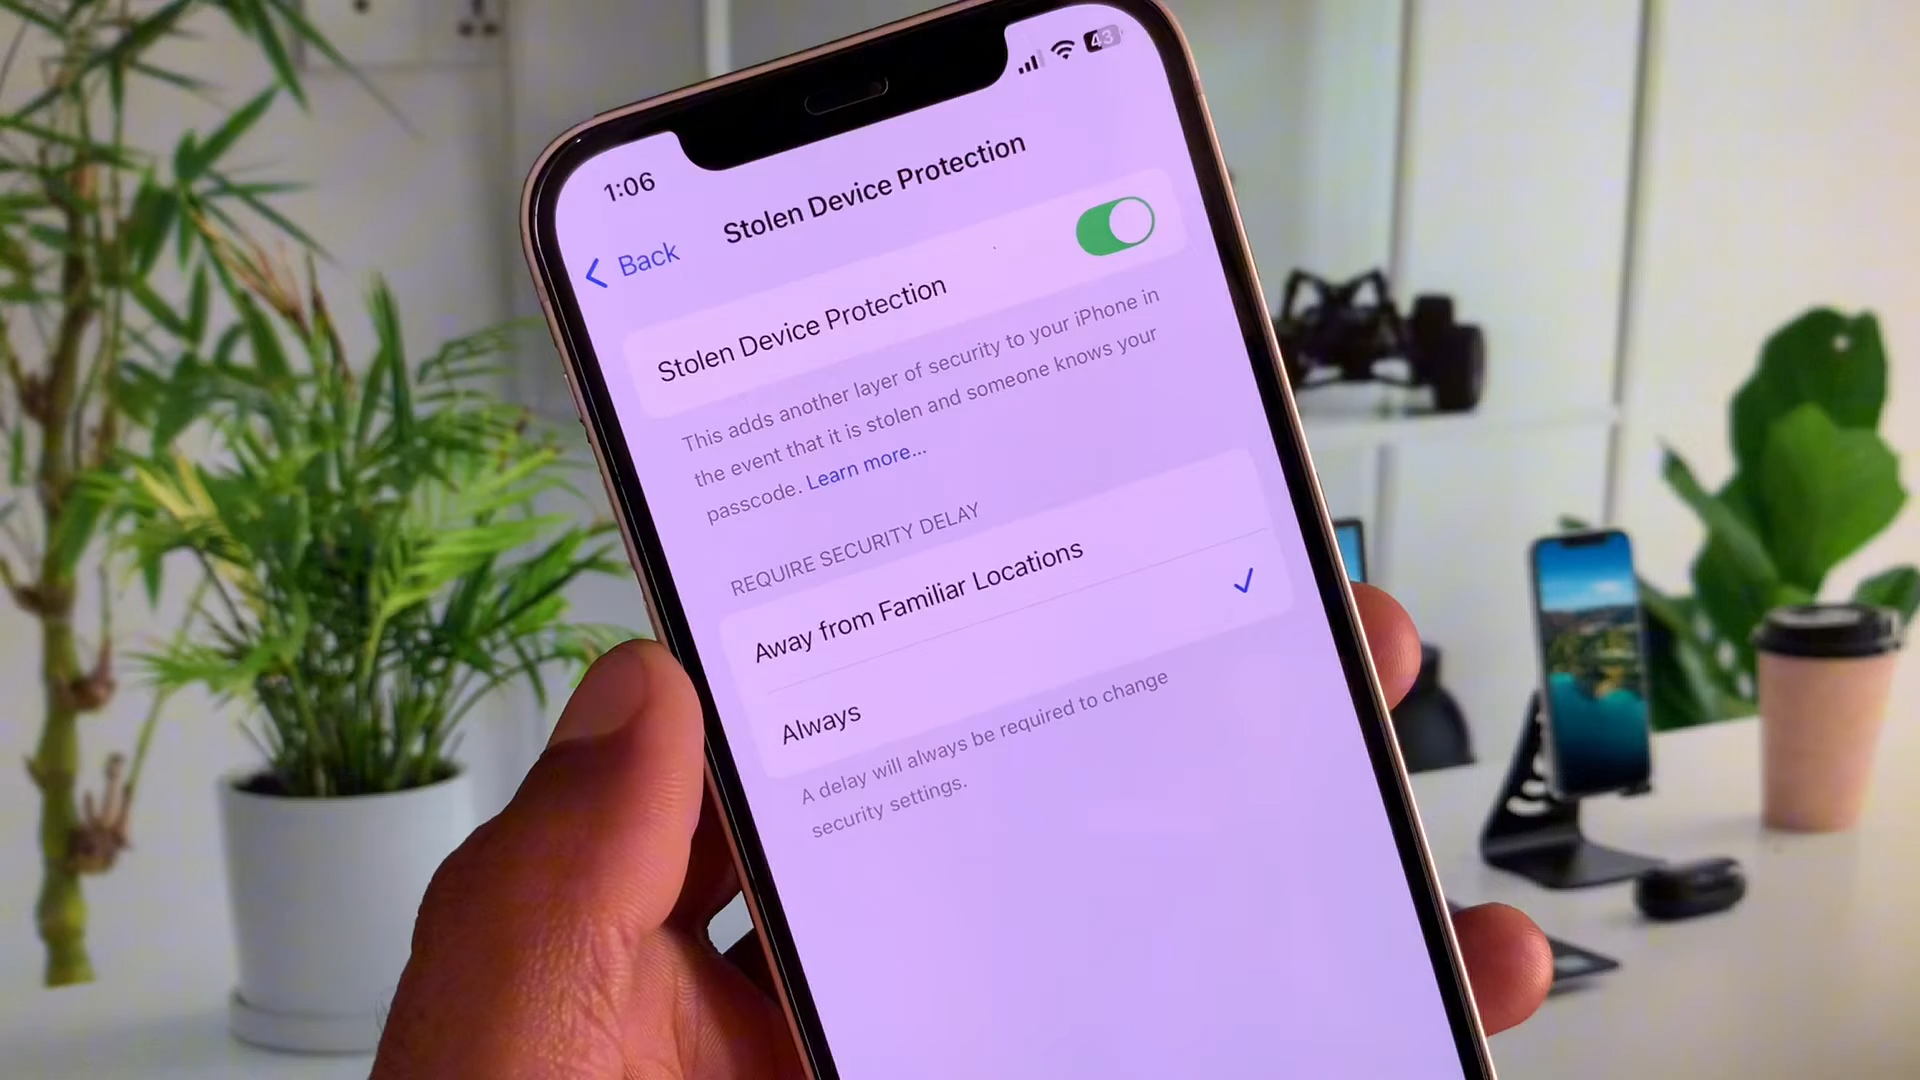 1:06
43
Back
Stolen Device Protection
Stolen Device Protection
This adds another layer of security to your iPhone in
the event that it is stolen and someone knows your
passcode. Learn more...
REQUIRE SECURITY DELAY
Away from Familiar Locations
Always
A delay will always be required to change
security settings.